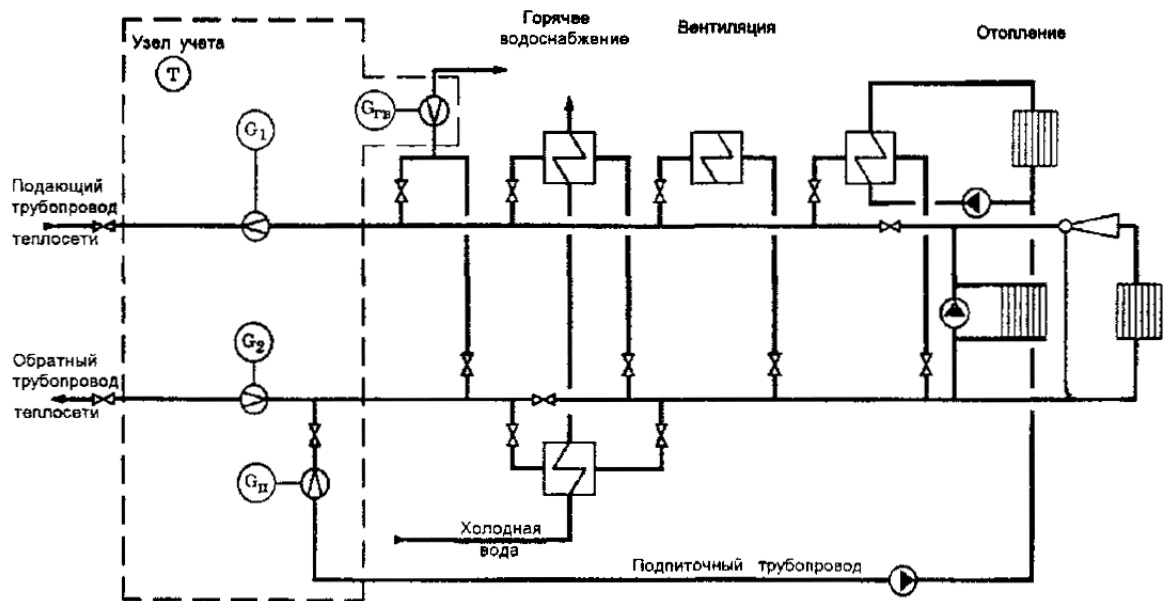 Узел учета
T
Горячее
водоснабжение
Вентиляция
Отопление
Gгв
G1
Подающий
трубопровод
теплосети
G2
Обратный
трубопровод
теплосети
Gп
Холодная
вода
Подпиточный трубопровод